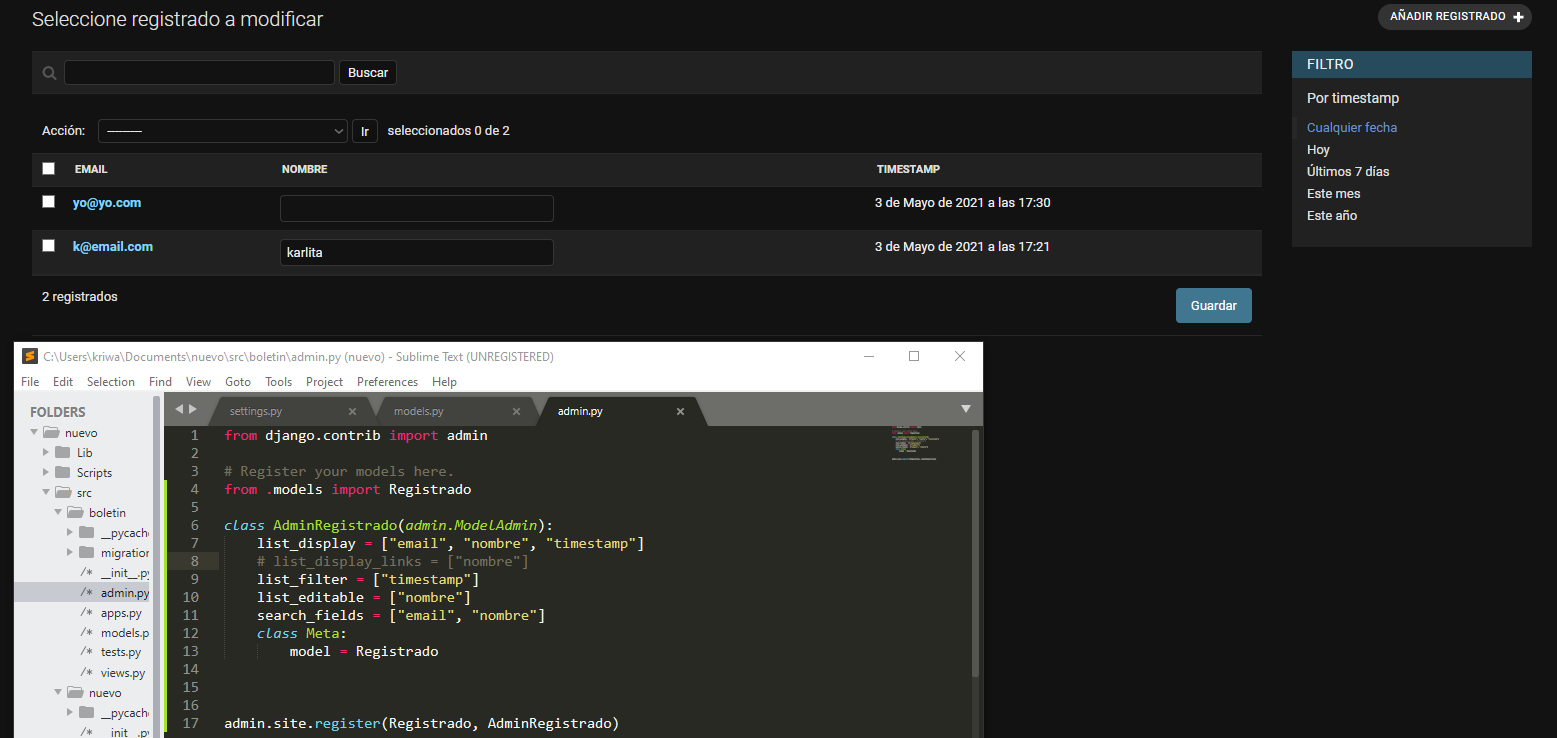 Seleccione registrado a modificar
AÑADIR REGISTRADO +
Buscar
FILTRO
Por timestamp
Cualquier fecha
Hoy
Últimos 7 días
Este mes
Este año
Acción: --------- Ir seleccionados 0 de 2
EMAIL NOMBRE TIMESTAMP
yo@yo.com 3 de Mayo de 2021 a las 17:30
k@email.com karlita 3 de Mayo de 2021 a las 17:21
2 registrados
Guardar
C:\Users\kriwa\Documents\nuevo\src\boletin\admin.py (nuevo) - Sublime Text (UNREGISTERED)
File Edit Selection Find View Goto Tools Project Preferences Help
FOLDERS
nuevo
Lib
Scripts
src
boletin
__pycach
migration
/* __init__.py
/* admin.py
/* apps.py
/* models.p
/* tests.py
/* views.py
nuevo
__pycach
/* __init__.py
settings.py × models.py × admin.py ×
1 from django.contrib import admin
2
3 # Register your models here.
4 from .models import Registrado
5
6 class AdminRegistrado(admin.ModelAdmin):
7 list_display = ["email", "nombre", "timestamp"]
8 # list_display_links = ["nombre"]
9 list_filter = ["timestamp"]
10 list_editable = ["nombre"]
11 search_fields = ["email", "nombre"]
12 class Meta:
13 model = Registrado
14
15
16
17 admin.site.register(Registrado, AdminRegistrado)